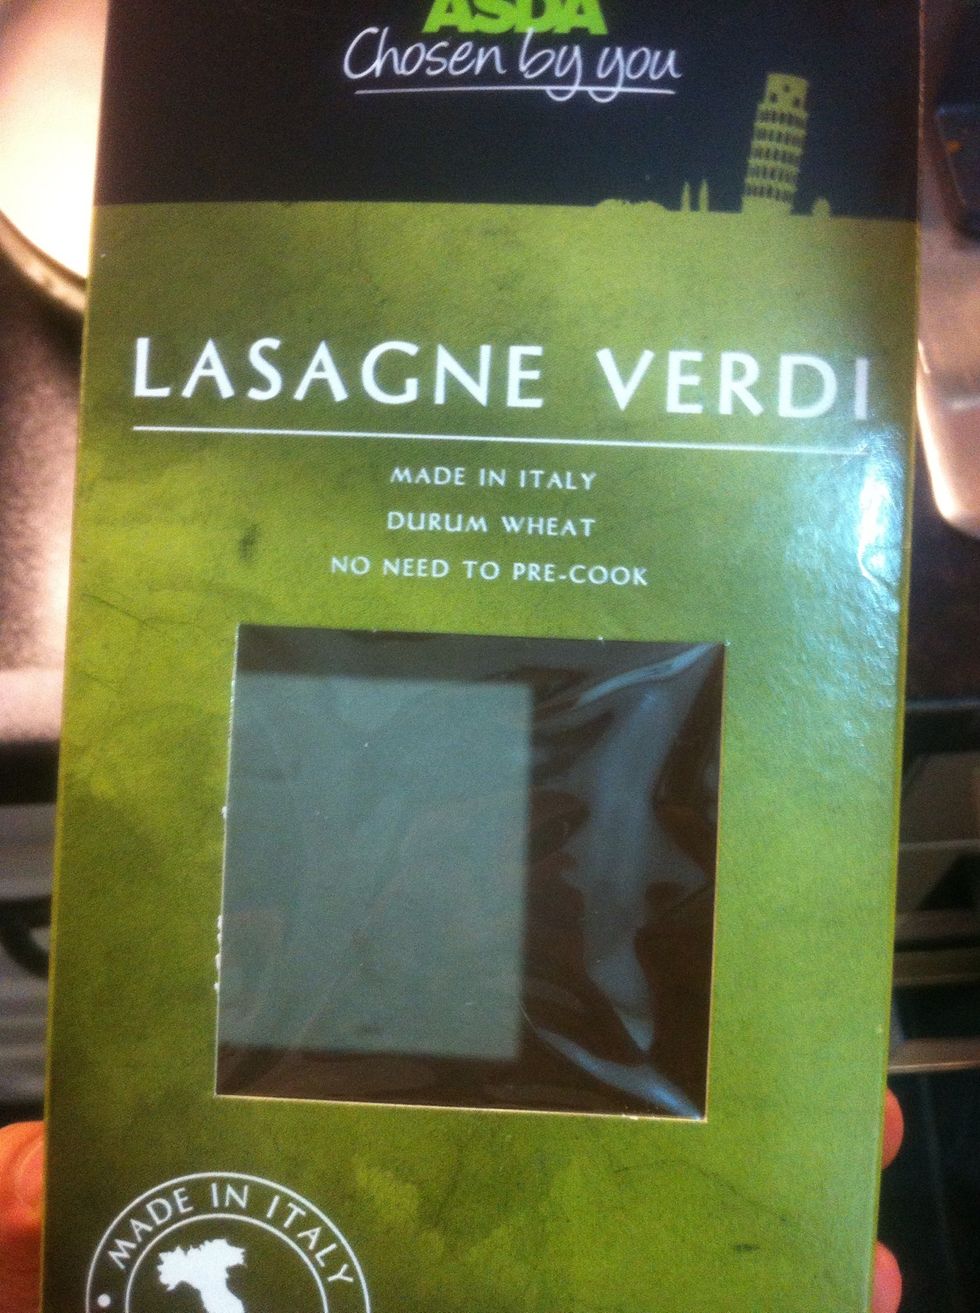 ASDA
Chosen by you
LASAGNE VERDI
MADE IN ITALY
DURUM WHEAT
NO NEED TO PRE-COOK
MADE IN ITALY